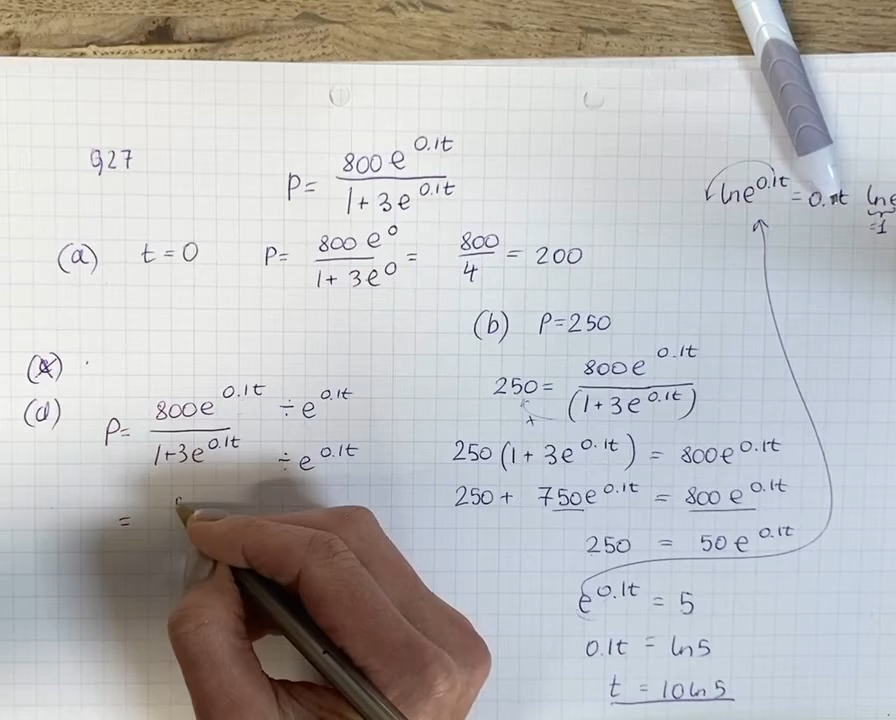 Q27
P = 800e^0.1t / 1 + 3e^0.1t
(a) t = 0 P = 800 e^0 / 1 + 3e^0 = 800 / 4 = 200
(d)
P = 800e^0.1t ÷ e^0.1t / 1+3e^0.1t ÷ e^0.1t
=
(b) P = 250
250 = 800e^0.1t / (1 + 3e^0.1t)
x
250 (1 + 3e^0.1t) = 800e^0.1t
250 + 750e^0.1t = 800 e^0.1t
250 = 50 e^0.1t
e^0.1t = 5
0.1t = ln5
t = 10ln5
ln e^0.1t = 0.1t ln e
= 1